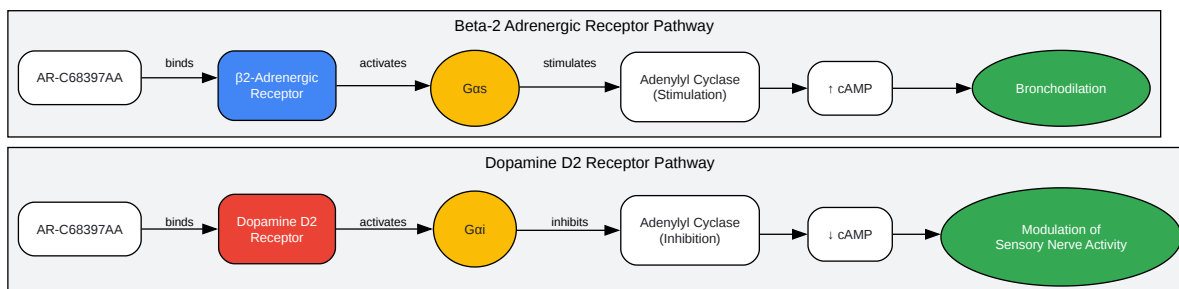 Beta-2 Adrenergic Receptor Pathway
AR-C68397AA
binds
β2-Adrenergic
Receptor
activates
Gαs
stimulates
Adenylyl Cyclase
(Stimulation)
↑ cAMP
Bronchodilation
Dopamine D2 Receptor Pathway
AR-C68397AA
binds
Dopamine D2
Receptor
activates
Gαi
inhibits
Adenylyl Cyclase
(Inhibition)
↓ cAMP
Modulation of
Sensory Nerve Activity